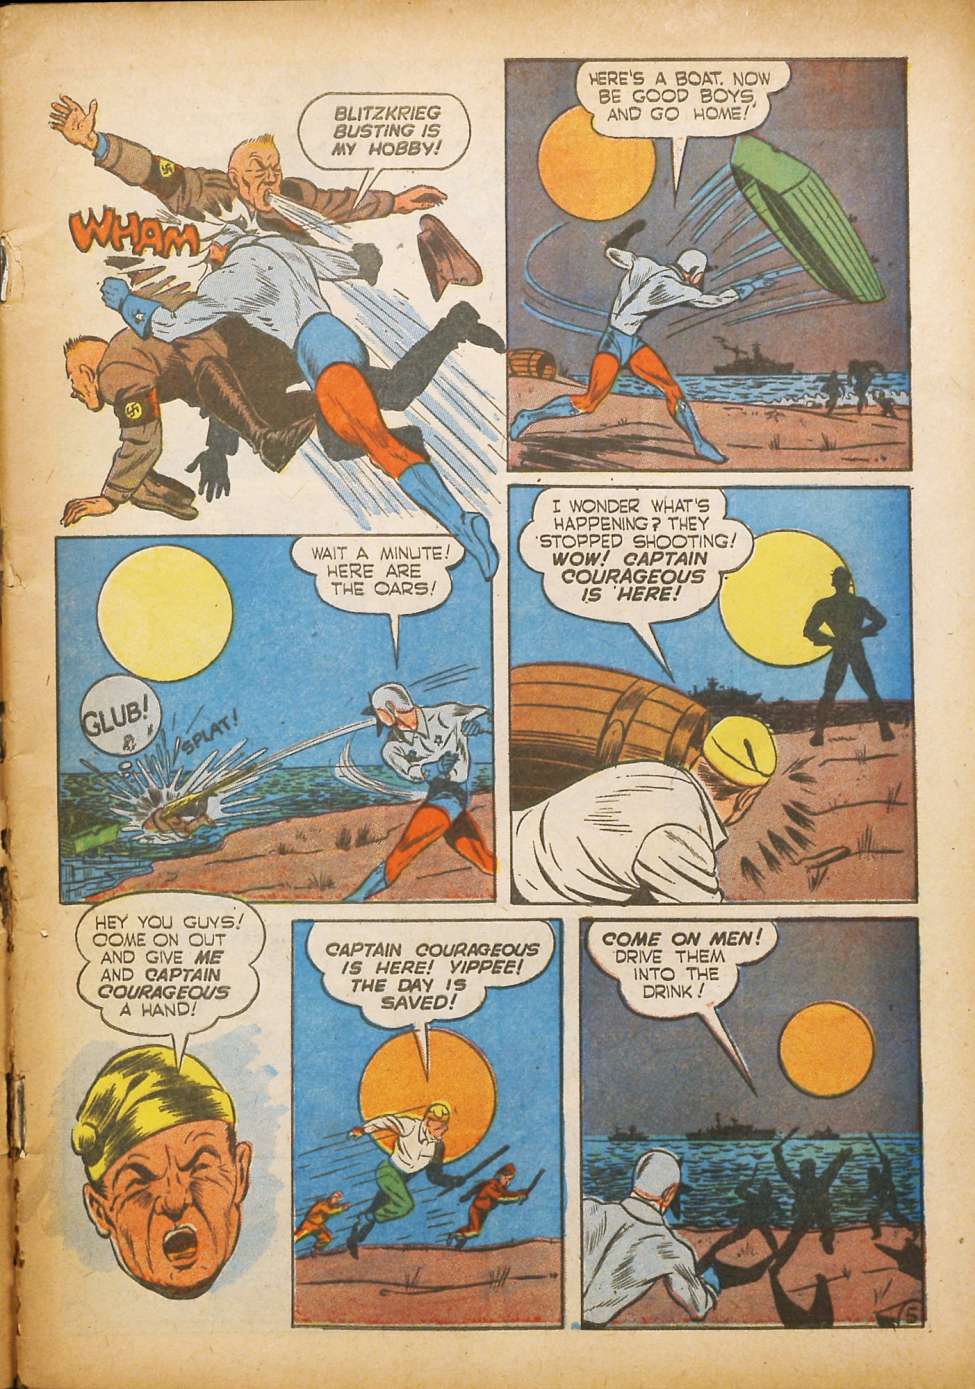 BLITZKRIEG
BUSTING IS
MY HOBBY!
WHAM
HERE'S A BOAT. NOW
BE GOOD BOYS
AND GO HOME!
WAIT A MINUTE!
HERE ARE
THE OARS!
GLUB!
SPLAT!
I WONDER WHAT'S
HAPPENING? THEY
STOPPED SHOOTING!
WOW! CAPTAIN
COURAGEOUS
IS HERE!
HEY YOU GUYS!
COME ON OUT
AND GIVE ME
AND CAPTAIN
COURAGEOUS
A HAND!
CAPTAIN COURAGEOUS
IS HERE! YIPPEE!
THE DAY IS
SAVED!
COME ON MEN!
DRIVE THEM
INTO THE
DRINK!
5